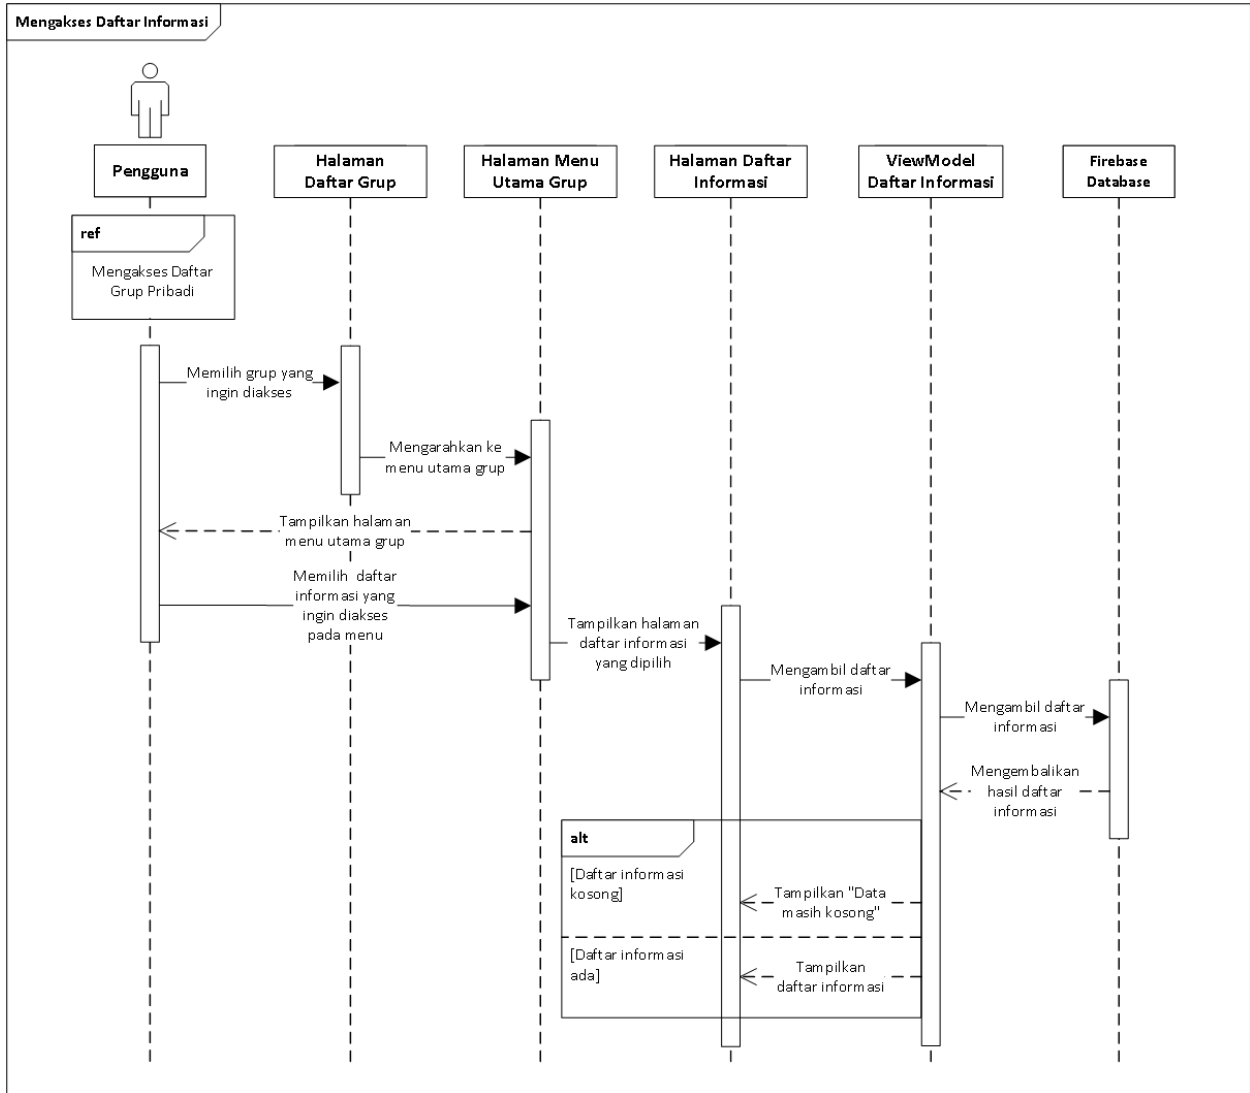 Mengakses Daftar Informasi
Pengguna
Halaman
Daftar Grup
Halaman Menu
Utama Grup
Halaman Daftar
Informasi
ViewModel
Daftar Informasi
Firebase
Database
ref
Mengakses Daftar
Grup Pribadi
Memilih grup yang
ingin diakses
Mengarahkan ke
menu utama grup
Tampilkan halaman
menu utama grup
Memilih daftar
informasi yang
ingin diakses
pada menu
Tampilkan halaman
daftar informasi
yang dipilih
Mengambil daftar
informasi
Mengambil daftar
informasi
Mengembalikan
hasil daftar
informasi
alt
[Daftar informasi
kosong]
Tampilkan "Data
masih kosong"
[Daftar informasi
ada]
Tampilkan
daftar informasi